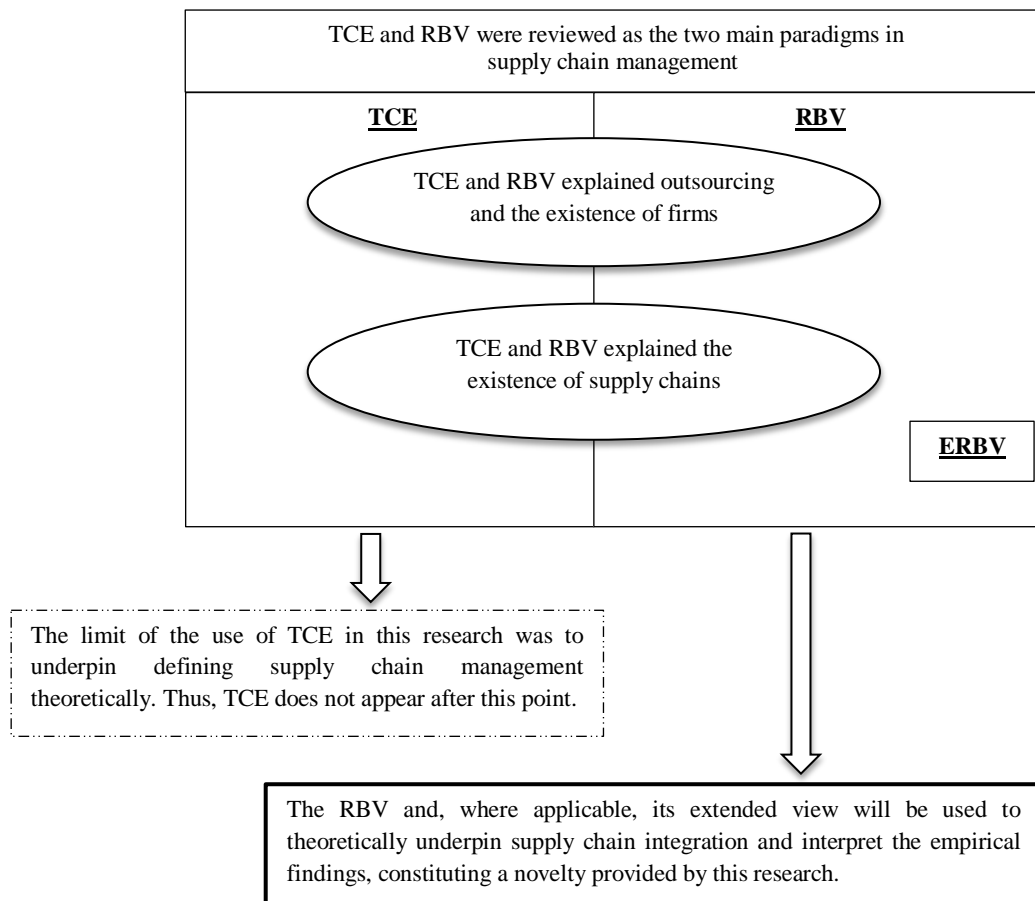 TCE and RBV were reviewed as the two main paradigms in
supply chain management
TCE
RBV
TCE and RBV explained outsourcing
and the existence of firms
TCE and RBV explained the
existence of supply chains
ERBV
The limit of the use of TCE in this research was to
underpin defining supply chain management
theoretically. Thus, TCE does not appear after this point.
The RBV and, where applicable, its extended view will be used to
theoretically underpin supply chain integration and interpret the empirical
findings, constituting a novelty provided by this research.